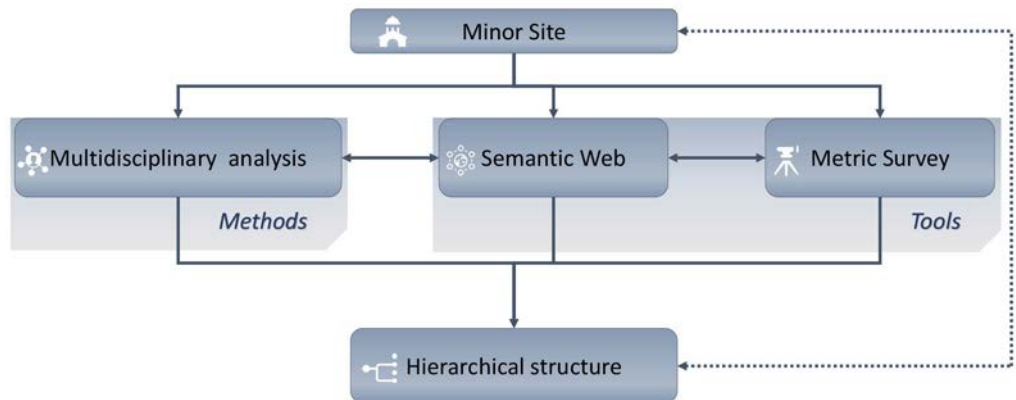 Minor Site
Multidisciplinary analysis
Semantic Web
Metric Survey
Methods
Tools
Hierarchical structure